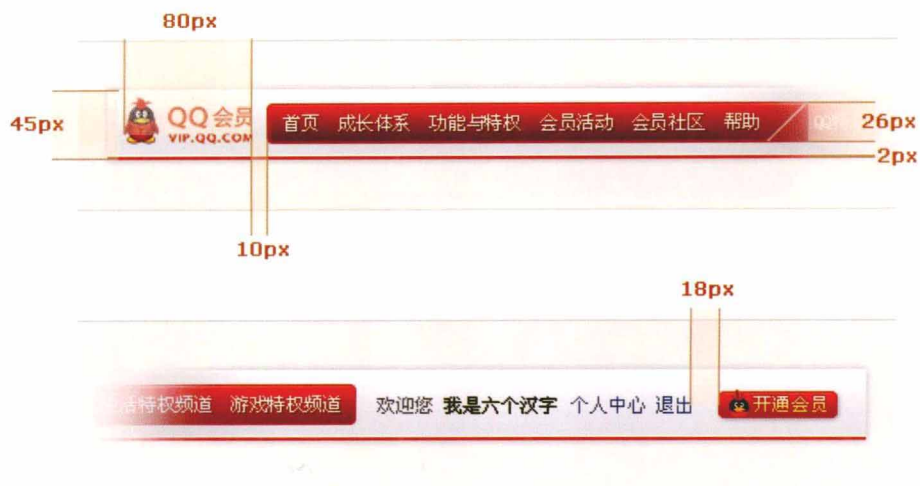 80px
45px
QQ会员
VIP.QQ.COM
首页 成长体系 功能与特权 会员活动 会员社区 帮助
26px
2px
10px
18px
活特权频道 游戏特权频道 欢迎您 我是六个汉字 个人中心 退出 开通会员